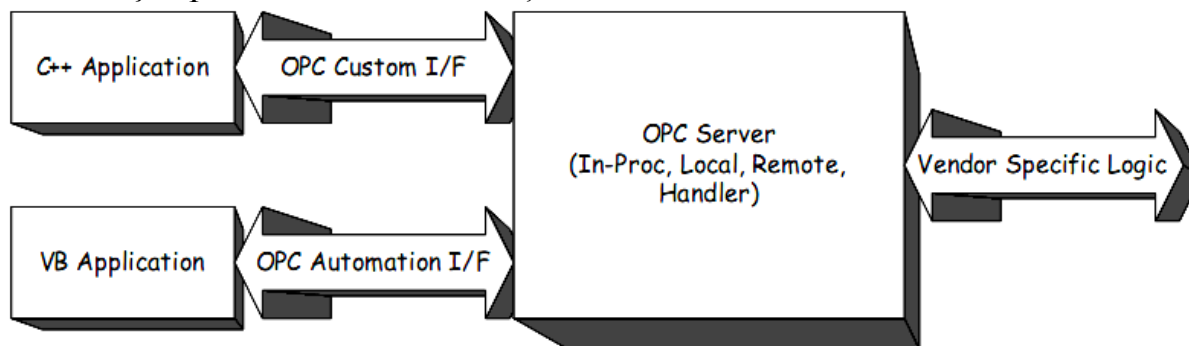 C++ Application
OPC Custom I/F
OPC Server
(In-Proc, Local, Remote,
Handler)
Vendor Specific Logic
VB Application
OPC Automation I/F